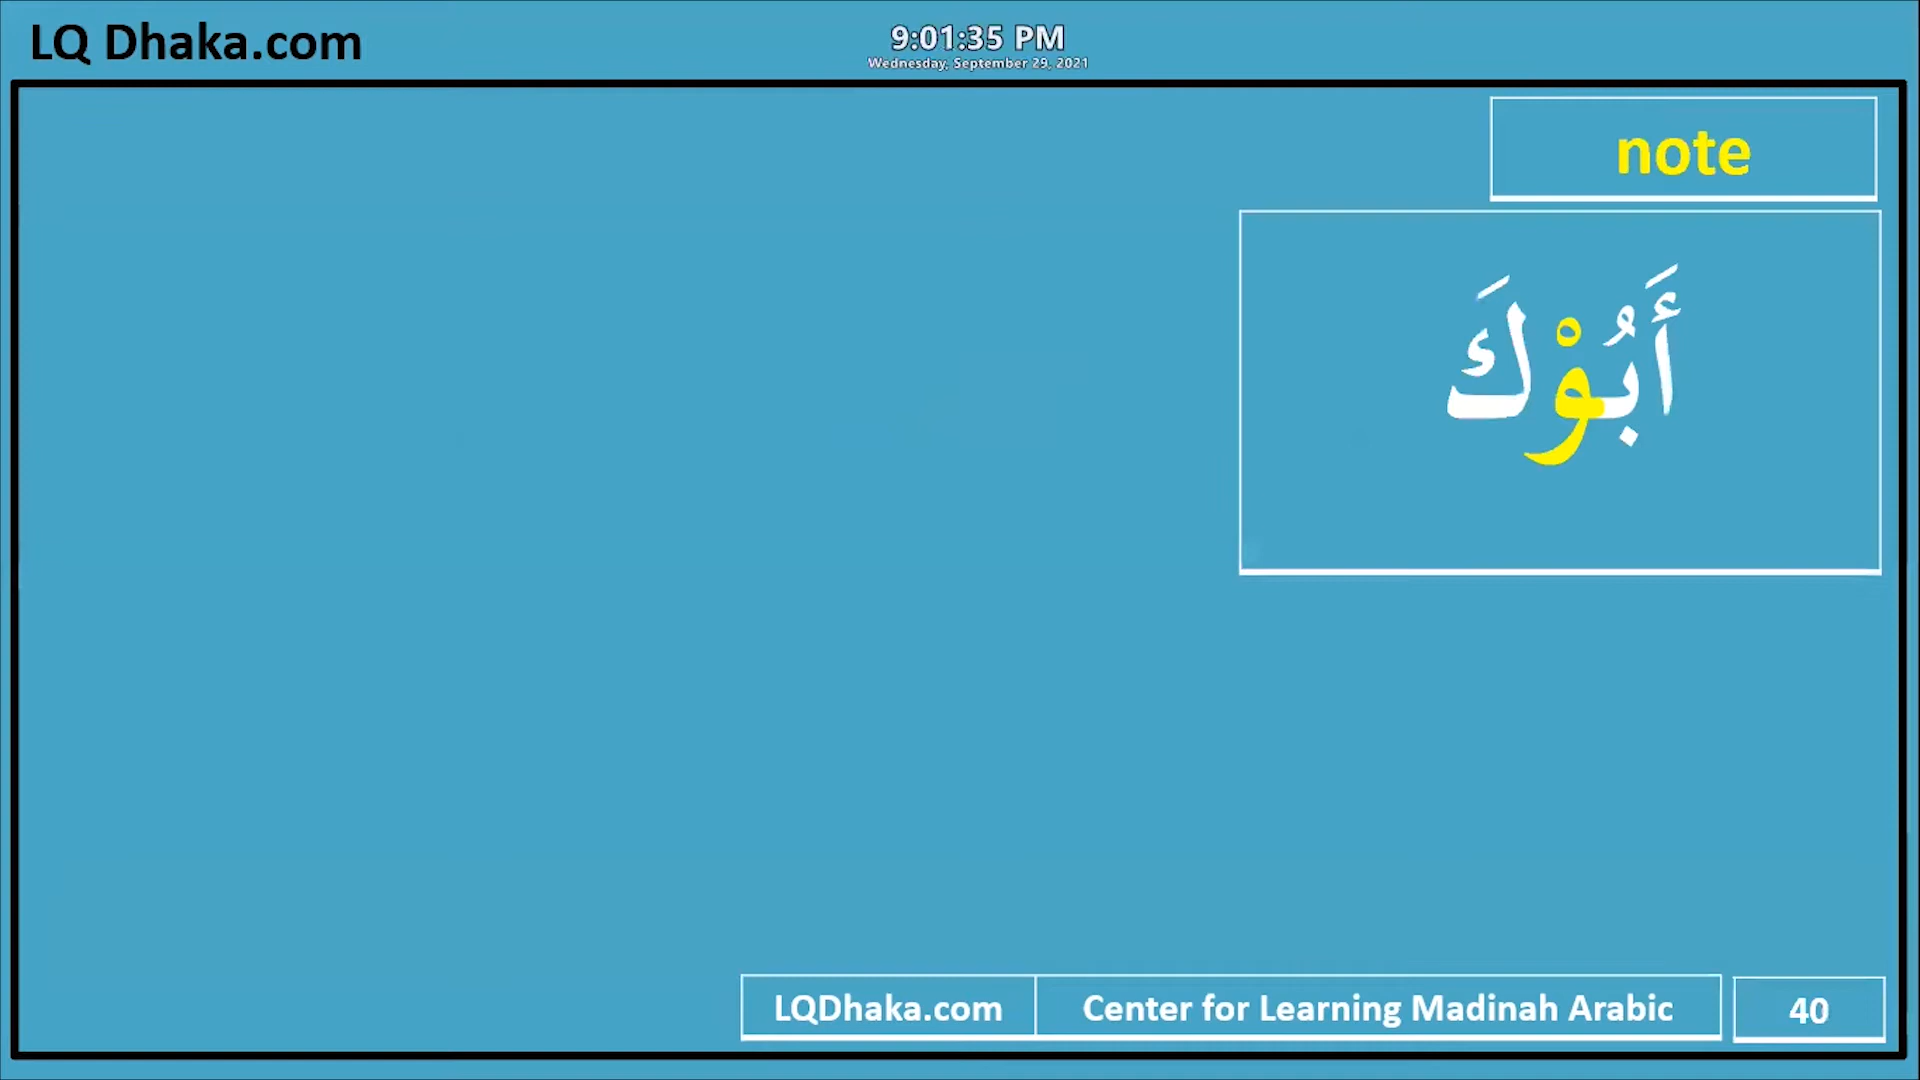 LQ Dhaka.com
9:01:35 PM
Wednesday, September 29, 2021
note
أَبُوْكَ
LQDhaka.com
Center for Learning Madinah Arabic
40